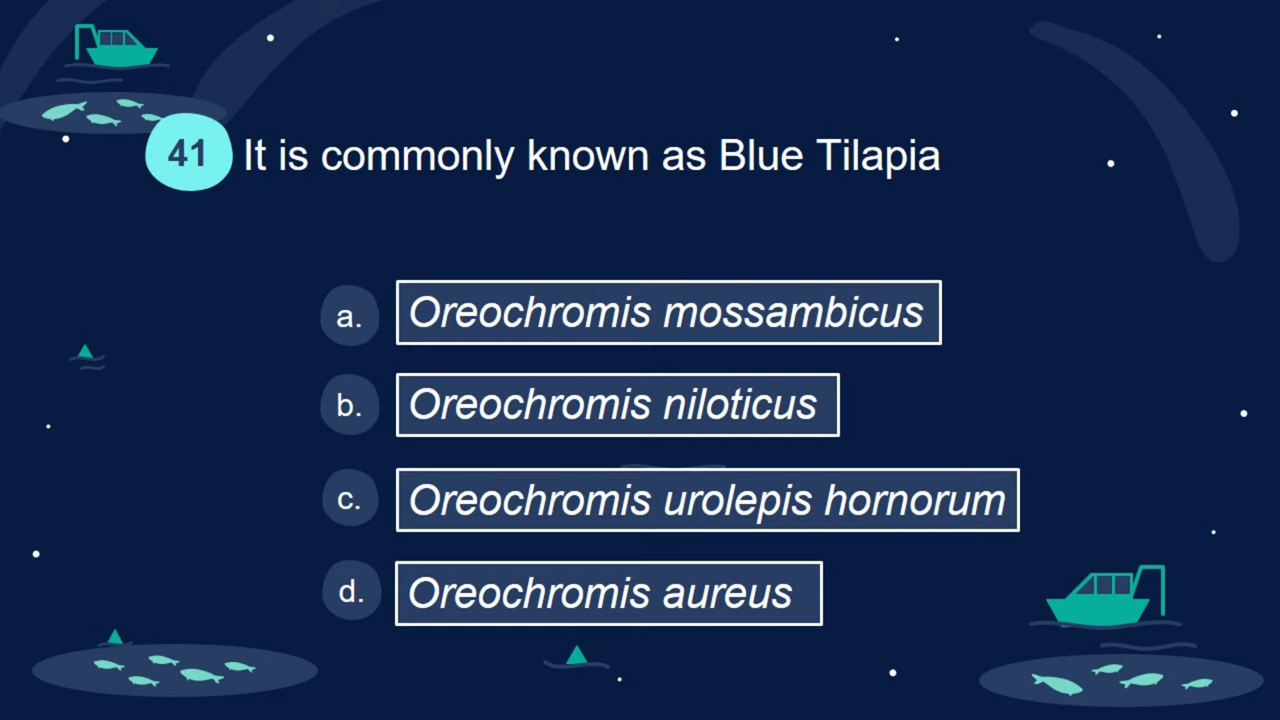 41 It is commonly known as Blue Tilapia
a. Oreochromis mossambicus
b. Oreochromis niloticus
c. Oreochromis urolepis hornorum
d. Oreochromis aureus